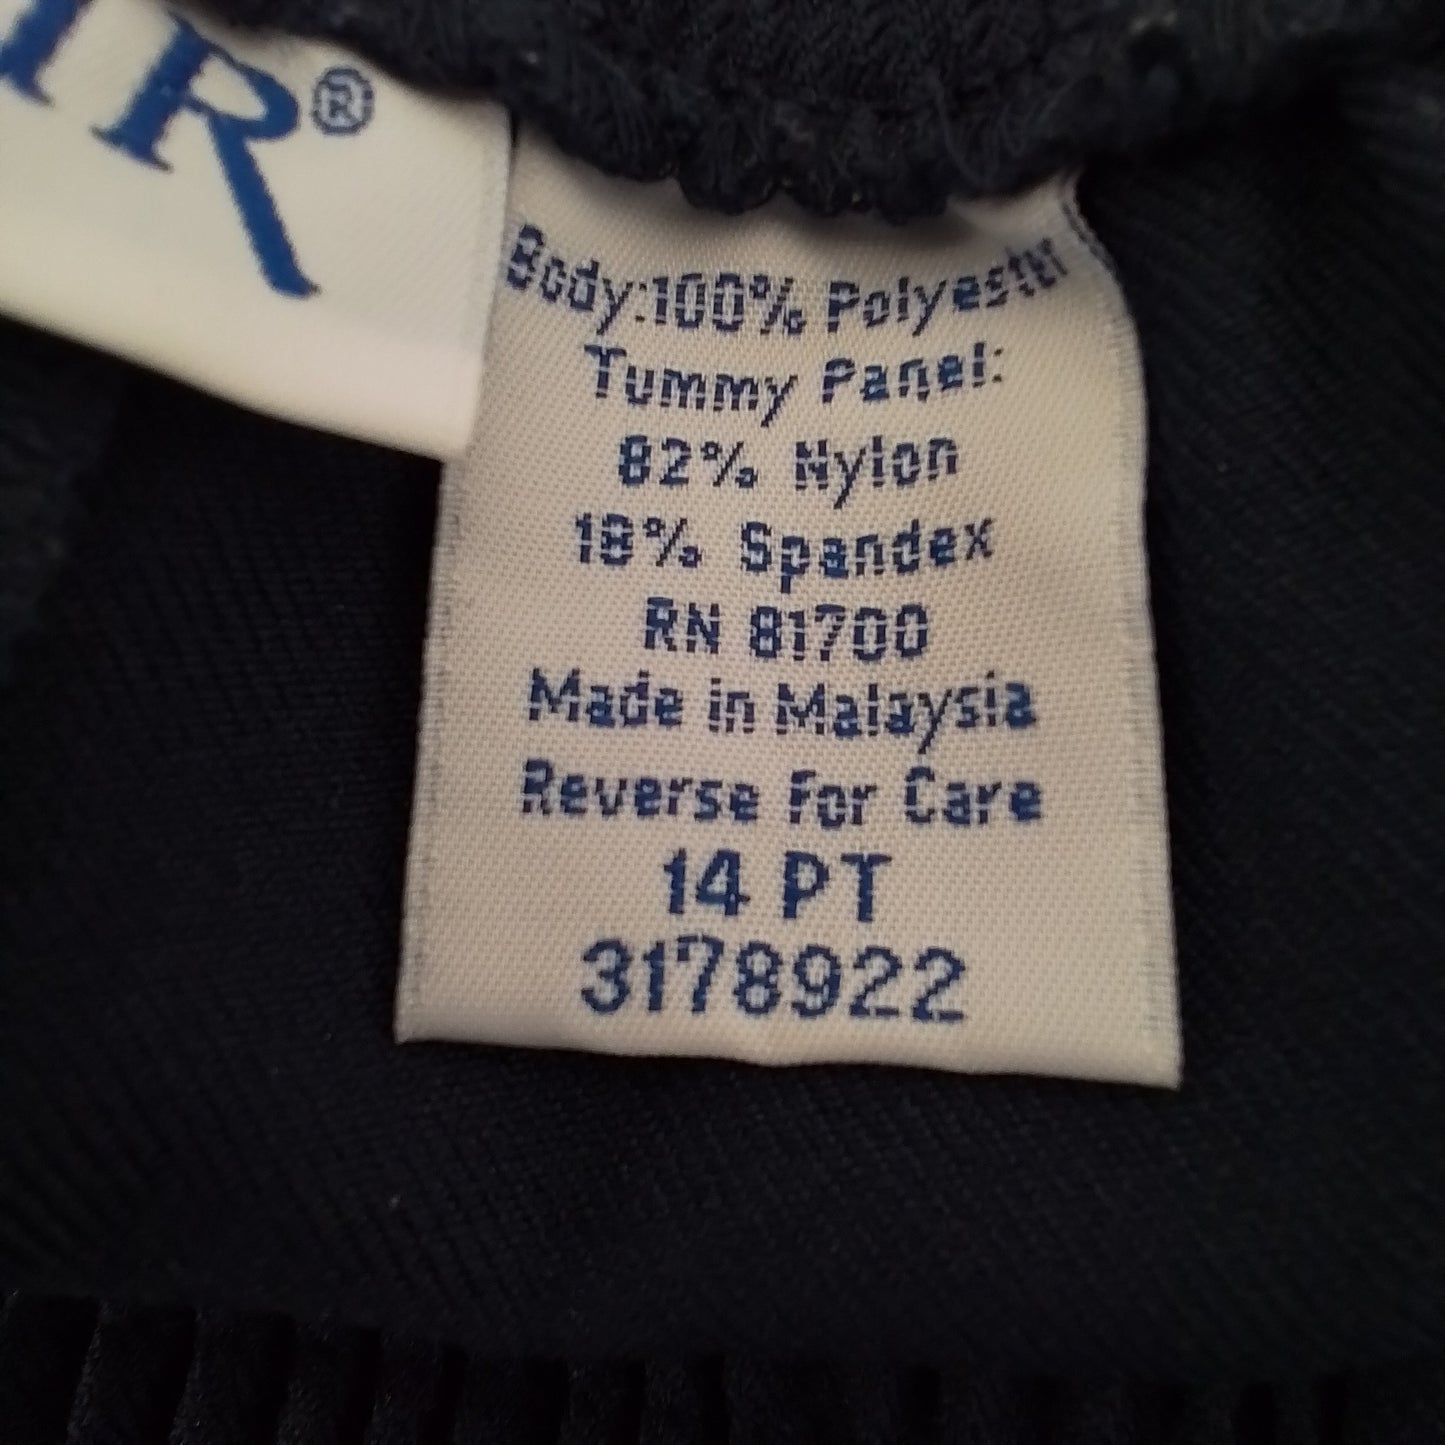 IR®
Body:100% Polyester
Tummy Panel:
82% Nylon
18% Spandex
RN 81700
Made in Malaysia
Reverse For Care
14 PT
3178922